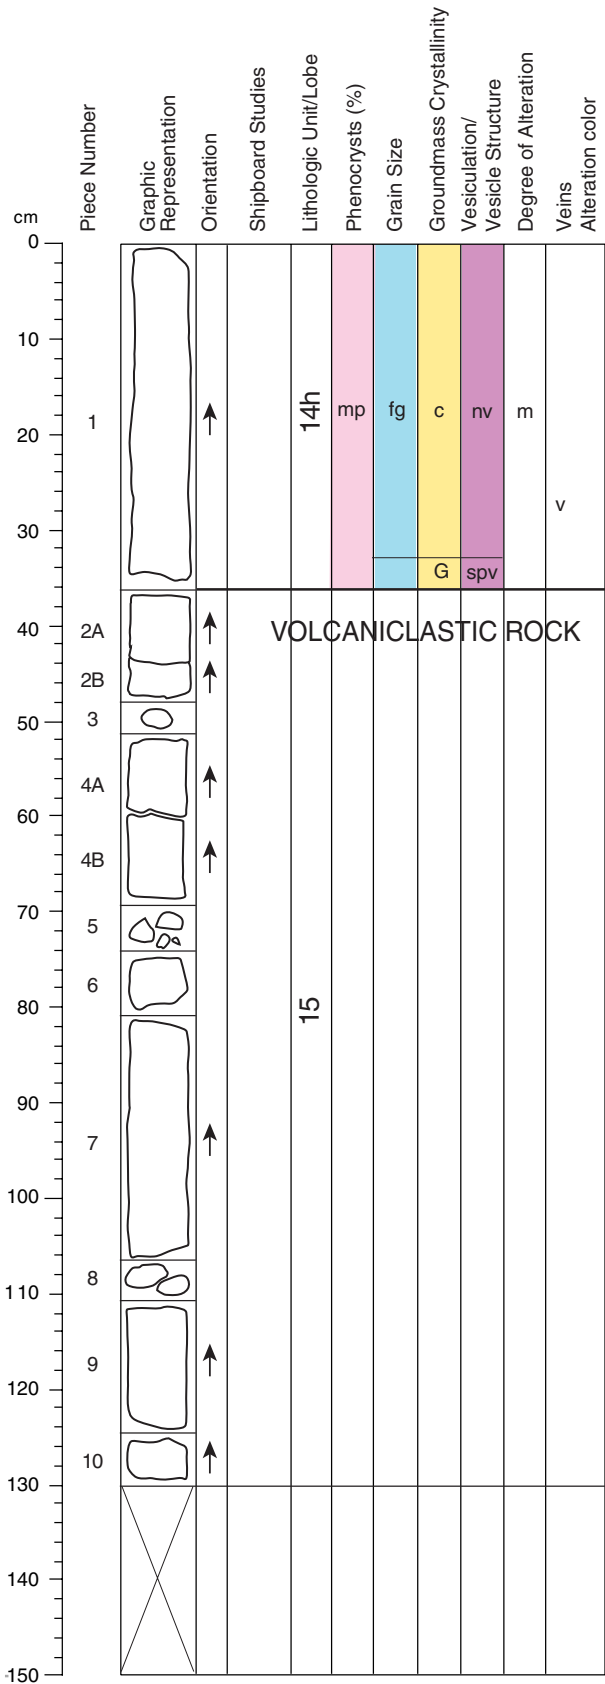 cm
Piece Number
Graphic
Representation
Orientation
Shipboard Studies
Lithologic Unit/Lobe
Phenocrysts (%)
Grain Size
Groundmass Crystallinity
Vesiculation/
Vesicle Structure
Degree of Alteration
Veins
Alteration color
0
10
1
14h
mp
fg
c
nv
m
20
v
30
G
spv
40
2A
VOLCANICLASTIC ROCK
2B
50
3
4A
60
4B
70
5
6
80
15
90
7
100
8
110
9
120
10
130
140
150